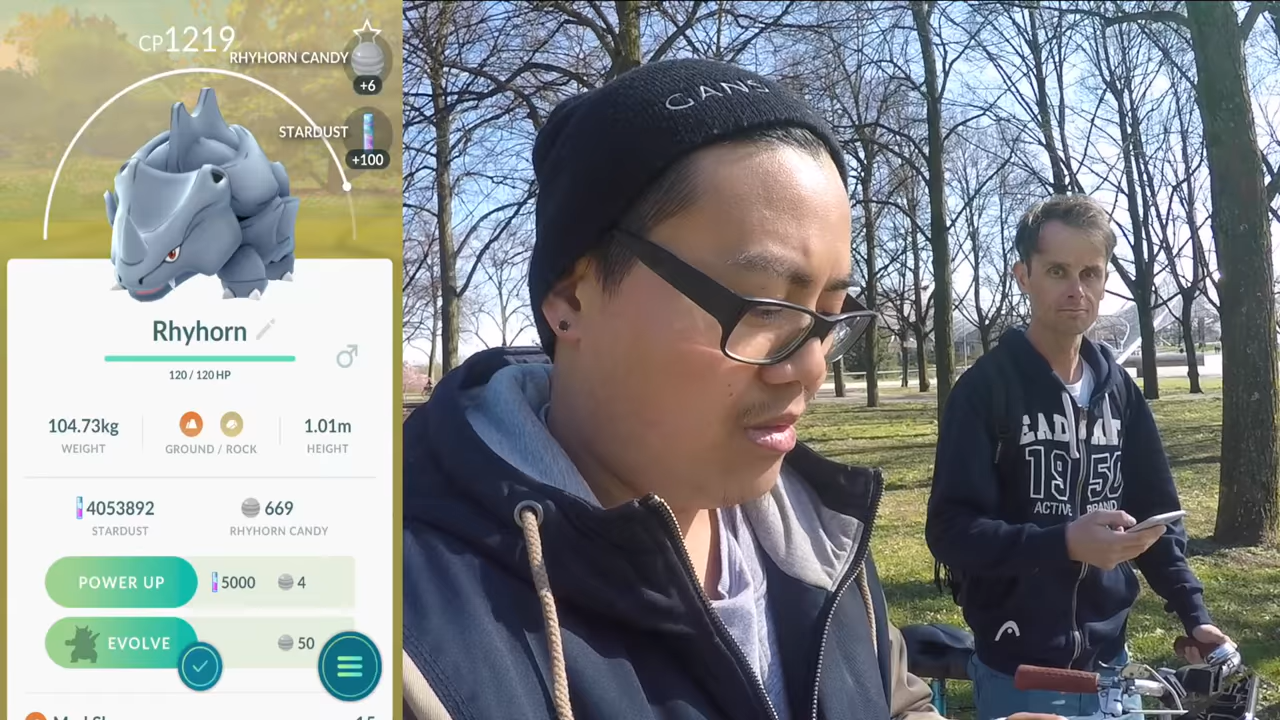 CP1219
RHYHORN CANDY
+6
STARDUST
+100
Rhyhorn
120 / 120 HP
104.73kg
WEIGHT
GROUND / ROCK
1.01m
HEIGHT
4053892
STARDUST
669
RHYHORN CANDY
POWER UP
5000
4
EVOLVE
50
15
GANS
1950
ACTIVE BRAND